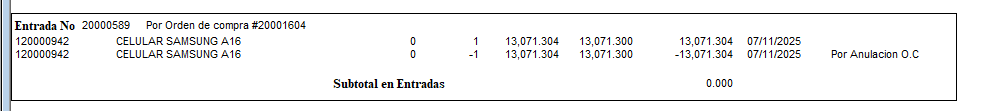 Entrada No 20000589 Por Orden de compra #20001604
120000942 CELULAR SAMSUNG A16 0 1 13,071.304 13,071.300 13,071.304 07/11/2025
120000942 CELULAR SAMSUNG A16 0 -1 13,071.304 13,071.300 -13,071.304 07/11/2025 Por Anulacion O.C
Subtotal en Entradas 0.000